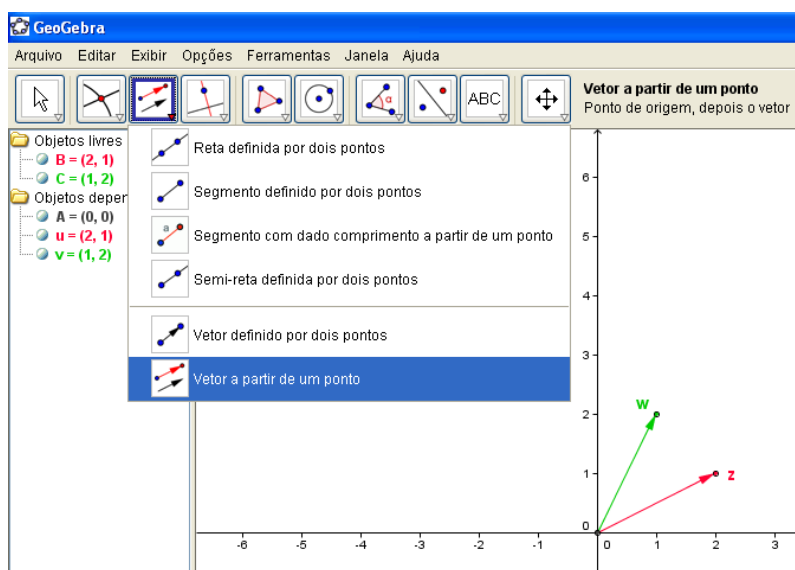 GeoGebra
Arquivo Editar Exibir Opções Ferramentas Janela Ajuda
α
ABC
Vetor a partir de um ponto
Ponto de origem, depois o vetor
Objetos livres
B = (2, 1)
C = (1, 2)
Objetos deper
A = (0, 0)
u = (2, 1)
v = (1, 2)
Reta definida por dois pontos
Segmento definido por dois pontos
a
Segmento com dado comprimento a partir de um ponto
Semi-reta definida por dois pontos
Vetor definido por dois pontos
Vetor a partir de um ponto
6
5
4
3
2
1
0
w
z
-6 -5 -4 -3 -2 -1 0 1 2 3